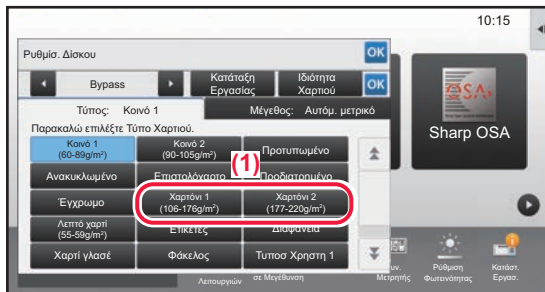 10:15
Ρυθμίσ. Δίσκου
OK
Bypass
Κατάταξη Εργασίας
Ιδιότητα Χαρτιού
OK
Τύπος: Κοινό 1
Μέγεθος: Αυτόμ. μετρικό
Παρακαλώ επιλέξτε Τύπο Χαρτιού.
Κοινό 1
(60-89g/m²)
Κοινό 2
(90-105g/m²)
Προτυπωμένο
Ανακυκλωμένο
Επιστολόχαρτο
Προδιατρημένο
(1)
Έγχρωμο
Χαρτόνι 1
(106-176g/m²)
Χαρτόνι 2
(177-220g/m²)
Λεπτό χαρτί
(55-59g/m²)
Ετικέτες
Διαφάνεια
Χαρτί γλασέ
Φάκελος
Τυποσ Χρηστη 1
OSA
Sharp OSA
Λειτουργιών
σε Μεγέθυνση
Μετρητής
Ρύθμιση
Φωτεινότητας
Κατάστ.
Εργασ.